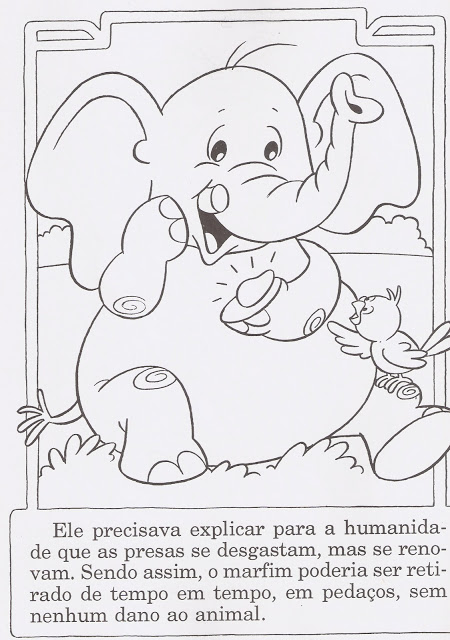 Ele precisava explicar para a humanida-
de que as presas se desgastam, mas se reno-
vam. Sendo assim, o marfim poderia ser reti-
rado de tempo em tempo, em pedaços, sem
nenhum dano ao animal.